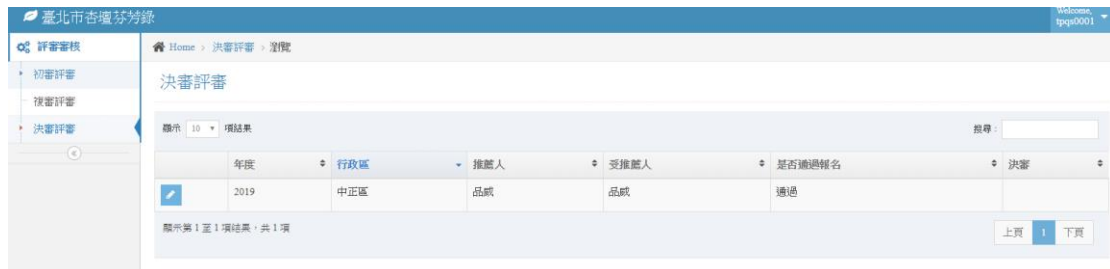 臺北市杏壇芬芳錄
Welcome,
tpqs0001
評審審核
Home › 決審評審 › 瀏覽
初審評審
決審評審
複審評審
決審評審
顯示 10 項結果
搜尋：
年度 行政區 推薦人 受推薦人 是否通過報名 決審
2019 中正區 品威 品威 通過
顯示第 1 至 1 項結果，共 1 項
上頁 1 下頁